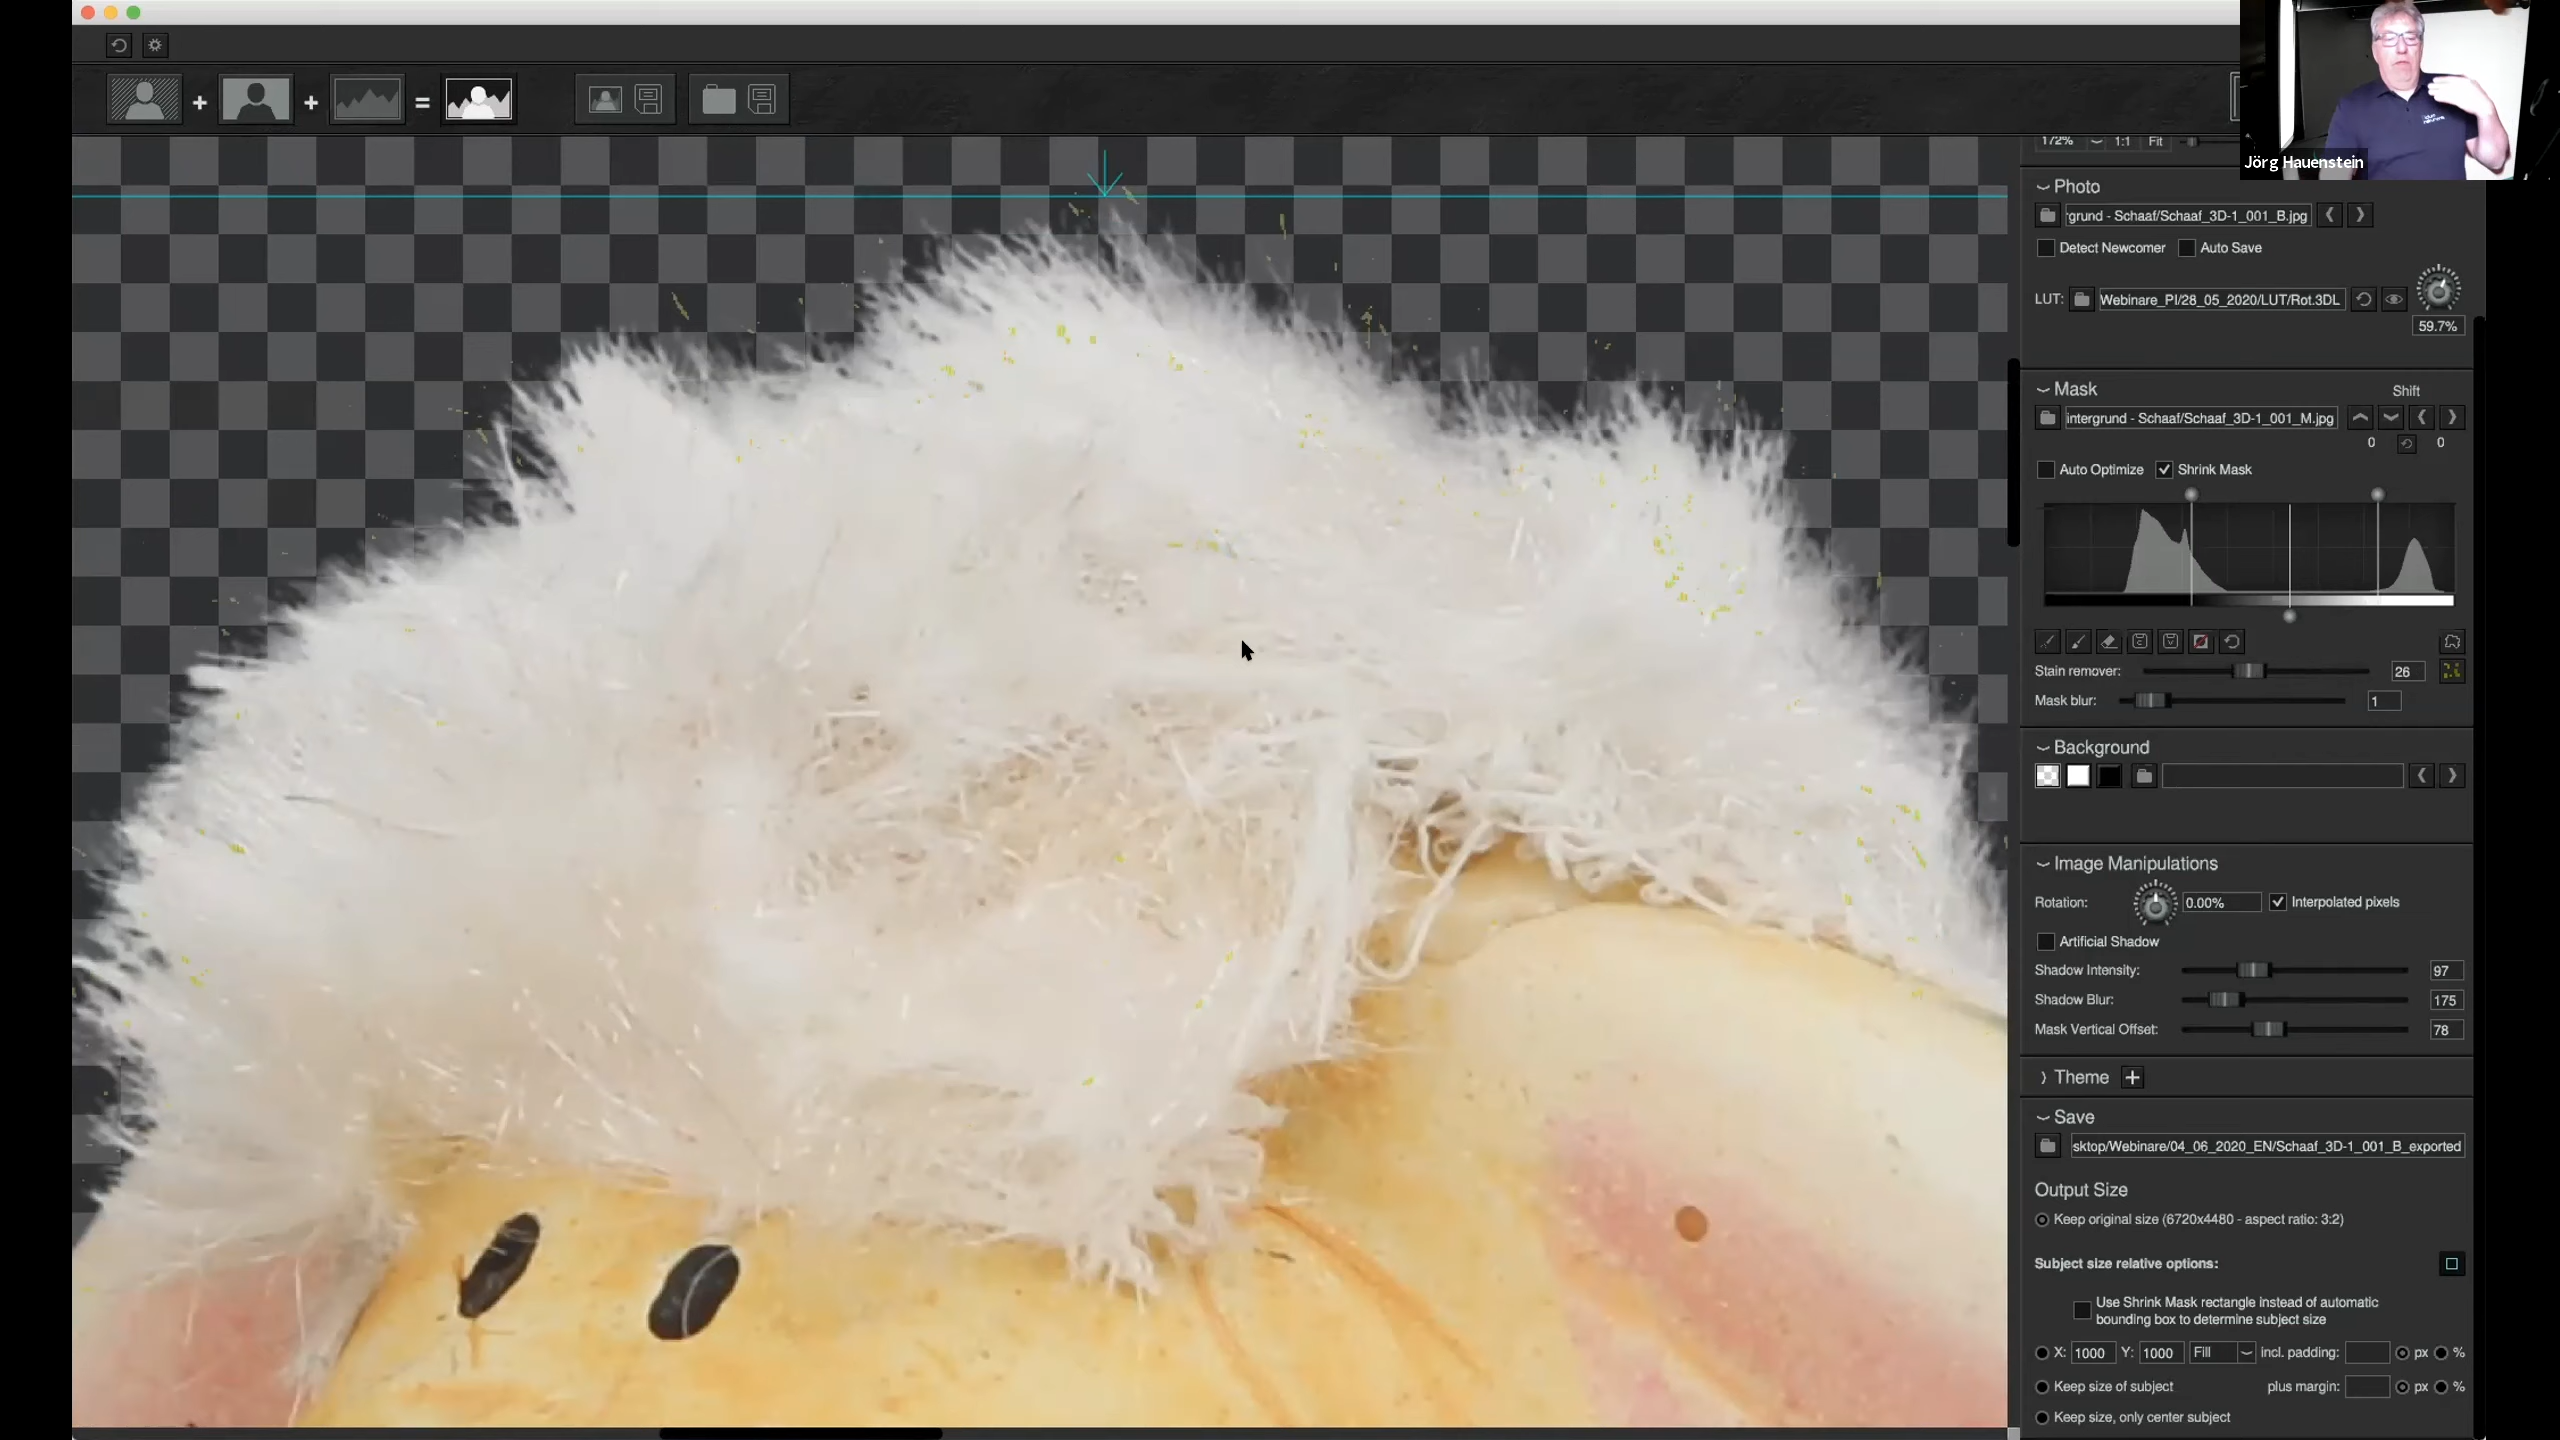 Jörg Hauenstein
172% 1:1 Fit
Photo
rgrund - Schaaf/Schaaf_3D-1_001_B.jpg
Detect Newcomer Auto Save
LUT: Webinare_PI/28_05_2020/LUT/Rot.3DL
59.7%
Mask Shift
intergrund - Schaaf/Schaaf_3D-1_001_M.jpg
0 0
Auto Optimize Shrink Mask
Stain remover: 26
Mask blur: 1
Background
Image Manipulations
Rotation: 0.00% Interpolated pixels
Artificial Shadow
Shadow Intensity: 97
Shadow Blur: 175
Mask Vertical Offset: 78
Theme +
Save
sktop/Webinare/04_06_2020_EN/Schaaf_3D-1_001_B_exported
Output Size
Keep original size (6720x4480 - aspect ratio: 3:2)
Subject size relative options:
Use Shrink Mask rectangle instead of automatic
bounding box to determine subject size
X: 1000 Y: 1000 Fill incl. padding: px %
Keep size of subject plus margin: px %
Keep size, only center subject